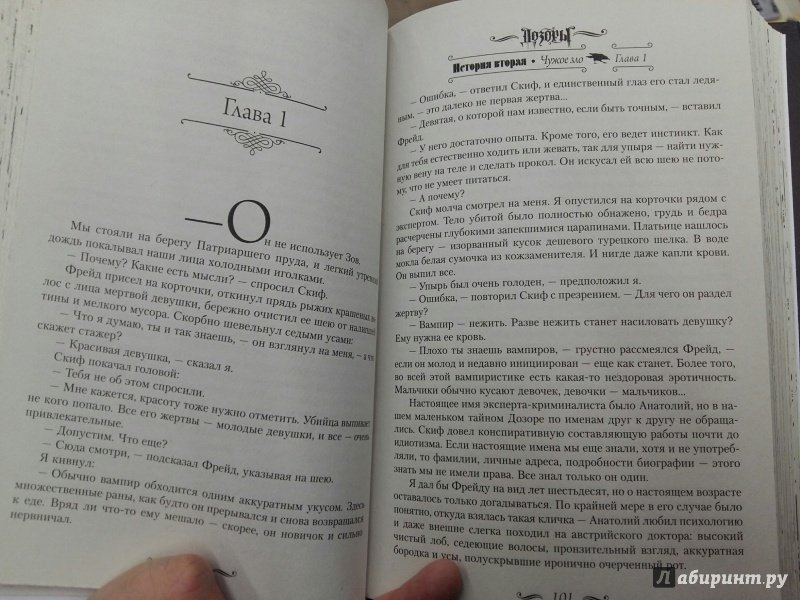 Глава 1
—Он не использует Зов.
Мы стояли на берегу Патриаршего пруда, и легкий утренний
дождь покалывал наши лица холодными иголками.
— Почему? Какие есть мысли? — спросил Скиф.
Фрейд присел на корточки, откинул прядь рыжих крашеных во-
лос с лица мертвой девушки, бережно очистил ее шею от налипшей
тины и мелкого мусора. Скорбно шевельнул седыми усами:
— Что я думаю, ты и так знаешь, — он взглянул на меня, — а что
скажет стажер?
— Красивая девушка, — сказал я.
Скиф покачал головой:
— Тебя не об этом спросили.
— Мне кажется, красоту тоже нужно отметить. Убийца выпивает
не кого попало. Все его жертвы — молодые девушки, и все — очень
привлекательные.
— Допустим. Что еще?
— Сюда смотри, — подсказал Фрейд, указывая на шею.
Я кивнул:
— Обычно вампир обходится одним аккуратным укусом. Здесь
множественные раны, как будто он прерывался и снова возвращался
к еде. Вряд ли что-то ему мешало — скорее, он новичок и сильно
нервничал.
Дозоры
История вторая • Чужое зло Глава 1
— Ошибка, — ответил Скиф, и единственный глаз его стал ледя-
ным, — это далеко не первая жертва...
— Девятая, о которой нам известно, если быть точным, — вставил
Фрейд.
— У него достаточно опыта. Кроме того, его ведет инстинкт. Как
для тебя естественно ходить или жевать, так для упыря — найти нуж-
ную вену на теле и сделать прокол. Он искусал ей всю шею не пото-
му, что не умеет питаться.
— А почему?
Скиф молча смотрел на меня. Я опустился на корточки рядом с
экспертом. Тело убитой было полностью обнажено, грудь и бедра
расчерчены глубокими запекшимися царапинами. Платьице нашлось
на берегу — изорванный кусок дешевого турецкого шелка. В воде
мокла белая сумочка из кожзаменителя. И нигде даже капли крови.
Он выпил все.
— Упырь был очень голоден, — предположил я.
— Ошибка, — повторил Скиф с презрением. — Для чего он раздел
жертву?
— Вампир — нежить. Разве нежить станет насиловать девушку?
Ему нужна ее кровь.
— Плохо ты знаешь вампиров, — грустно рассмеялся Фрейд, —
если он молод и недавно инициирован — еще как станет. Более того,
во всей этой вампиристике есть какая-то нездоровая эротичность.
Мальчики обычно кусают девочек, девочки — мальчиков...
Настоящее имя эксперта-криминалиста было Анатолий, но в на-
шем маленьком тайном Дозоре по именам друг к другу не обраща-
лись. Скиф довел конспиративную составляющую работы почти до
идиотизма. Если настоящие имена мы еще знали, хотя и не употреб-
ляли, то фамилии, личные адреса, подробности биографии — этого
знать мы не имели права. Все знал только он один.
Я дал бы Фрейду на вид лет шестьдесят, но о настоящем возрасте
оставалось только догадываться. По крайней мере в его случае было
понятно, откуда взялась такая кличка — Анатолий любил психологию
и даже внешне слегка походил на австрийского доктора: высокий
чистый лоб, седеющие волосы, пронзительный взгляд, аккуратная
бородка и усы, полускрывшие иронично очерченный рот.
101
Лабиринт.ру